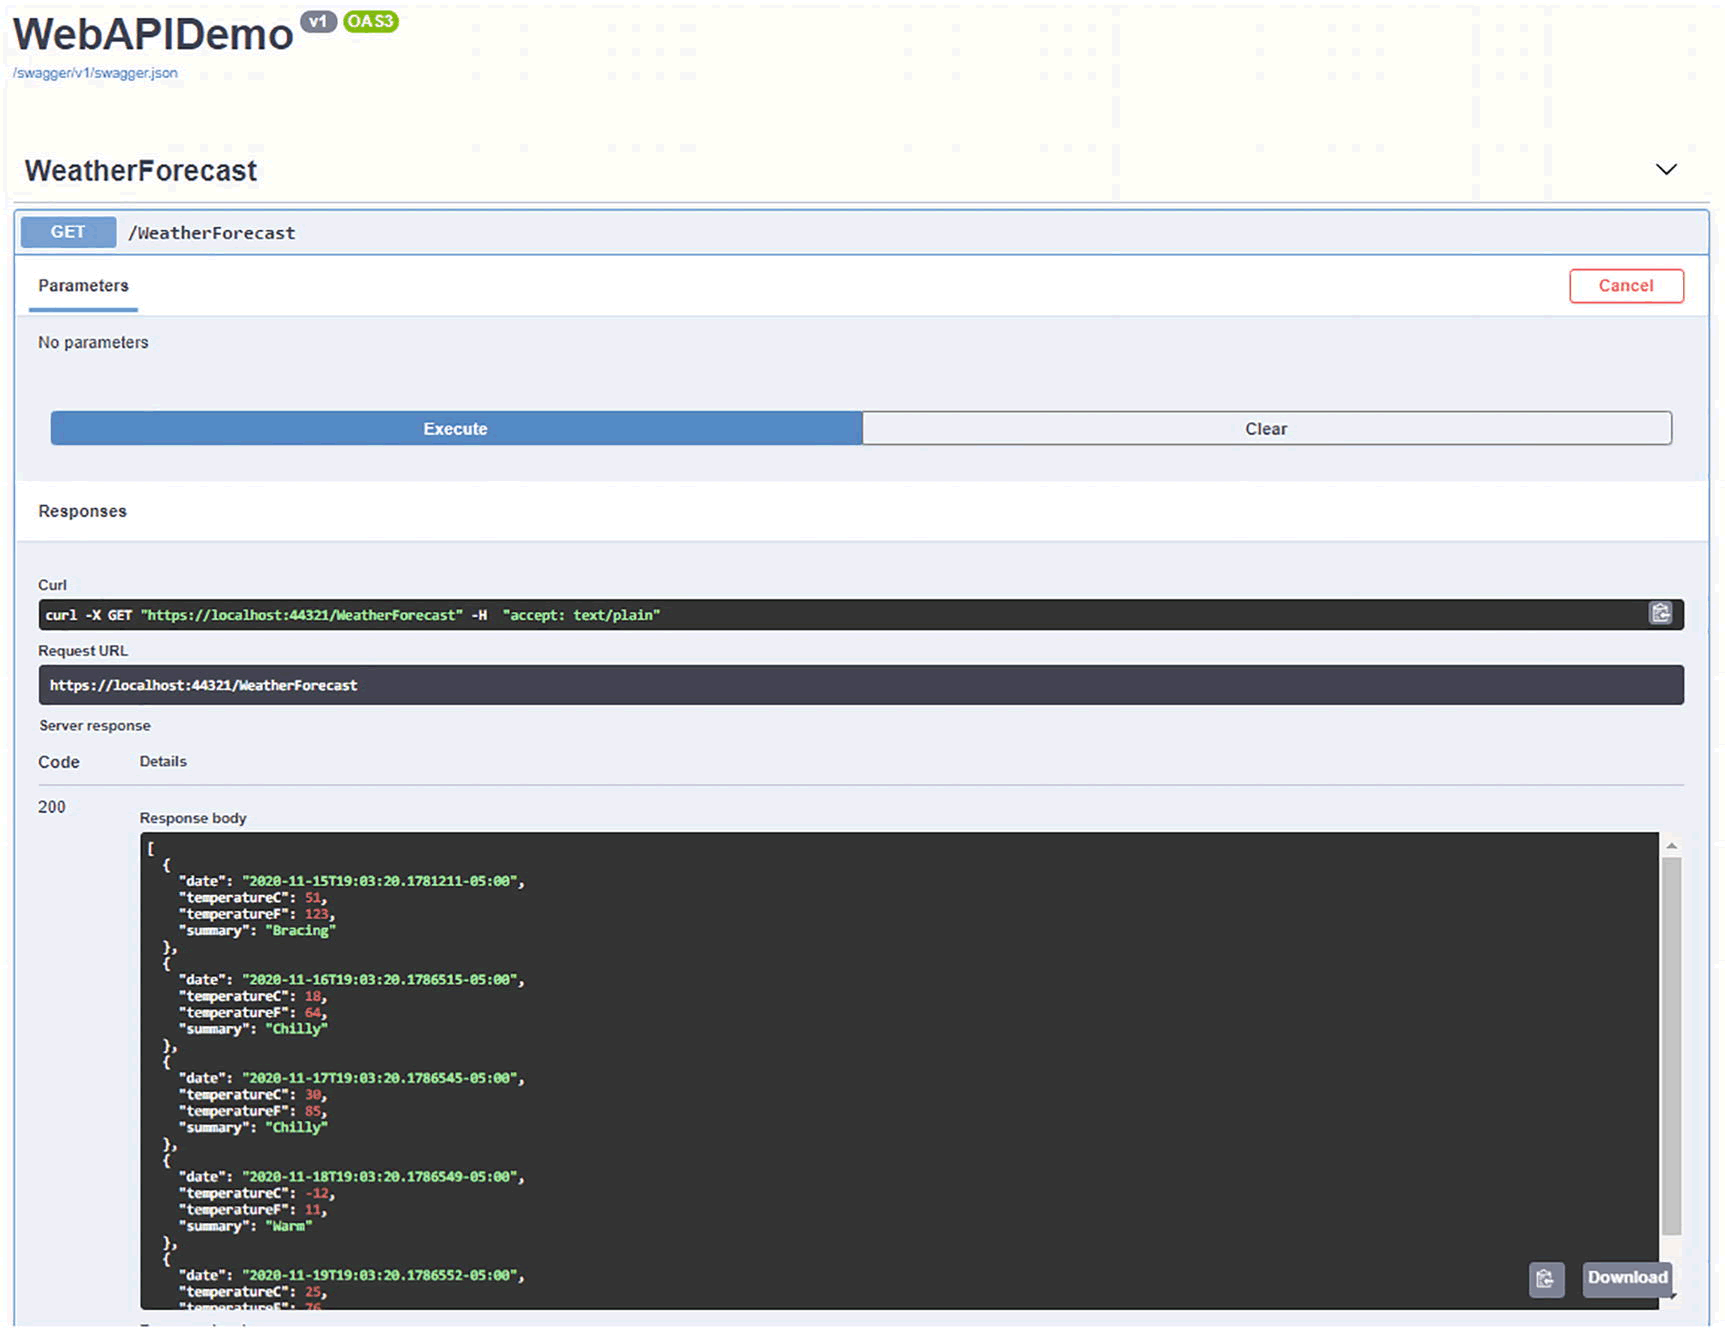 WebAPIDemo v1 OAS3
/swagger/v1/swagger.json
WeatherForecast
GET /WeatherForecast
Parameters
Cancel
No parameters
Execute
Clear
Responses
Curl
curl -X GET "https://localhost:44321/WeatherForecast" -H "accept: text/plain"
Request URL
https://localhost:44321/WeatherForecast
Server response
Code Details
200
Response body
[
{
"date": "2020-11-15T19:03:20.1781211-05:00",
"temperatureC": 51,
"temperatureF": 123,
"summary": "Bracing"
},
{
"date": "2020-11-16T19:03:20.1786515-05:00",
"temperatureC": 18,
"temperatureF": 64,
"summary": "Chilly"
},
{
"date": "2020-11-17T19:03:20.1786545-05:00",
"temperatureC": 30,
"temperatureF": 85,
"summary": "Chilly"
},
{
"date": "2020-11-18T19:03:20.1786549-05:00",
"temperatureC": -12,
"temperatureF": 11,
"summary": "Warm"
},
{
"date": "2020-11-19T19:03:20.1786552-05:00",
"temperatureC": 25,
"temperatureF": 76
Download